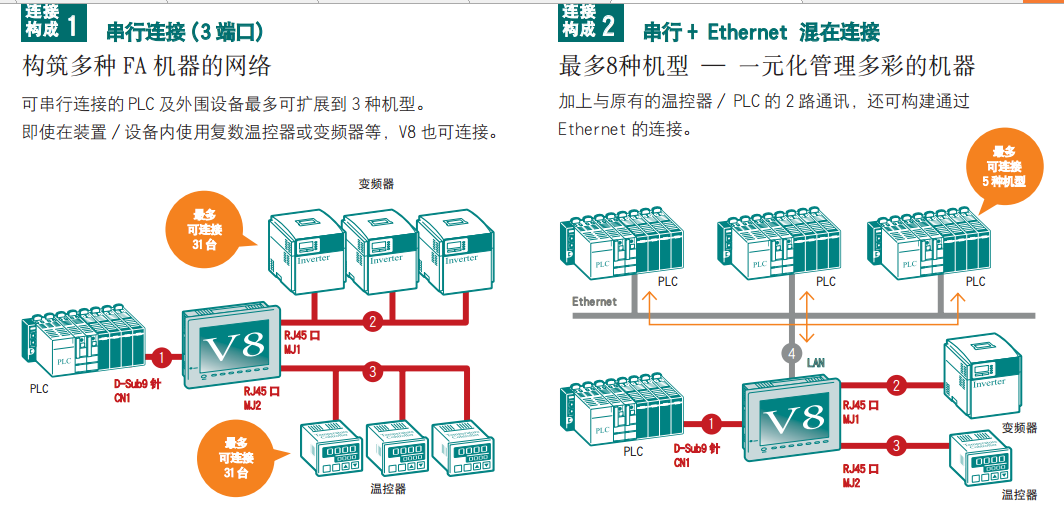 连接
构成 1
串行连接 (3 端口)
构筑多种 FA 机器的网络
可串行连接的 PLC 及外围设备最多可扩展到 3 种机型。
即使在装置 / 设备内使用复数温控器或变频器等，V8 也可连接。
变频器
最多
可连接
31 台
Inverter
Inverter
Inverter
PLC
PLC
1
D-Sub9 针
CN1
V8
RJ45 口
MJ1
2
3
RJ45 口
MJ2
最多
可连接
31 台
温控器
连接
构成 2
串行 + Ethernet 混在连接
最多8种机型 — 一元化管理多彩的机器
加上与原有的温控器 / PLC 的 2 路通讯，还可构建通过
Ethernet 的连接。
最多
可连接
5 种机型
PLC
PLC
PLC
PLC
PLC
PLC
Ethernet
4
LAN
PLC
PLC
1
D-Sub9 针
CN1
V8
2
RJ45 口
MJ1
Inverter
变频器
3
RJ45 口
MJ2
温控器